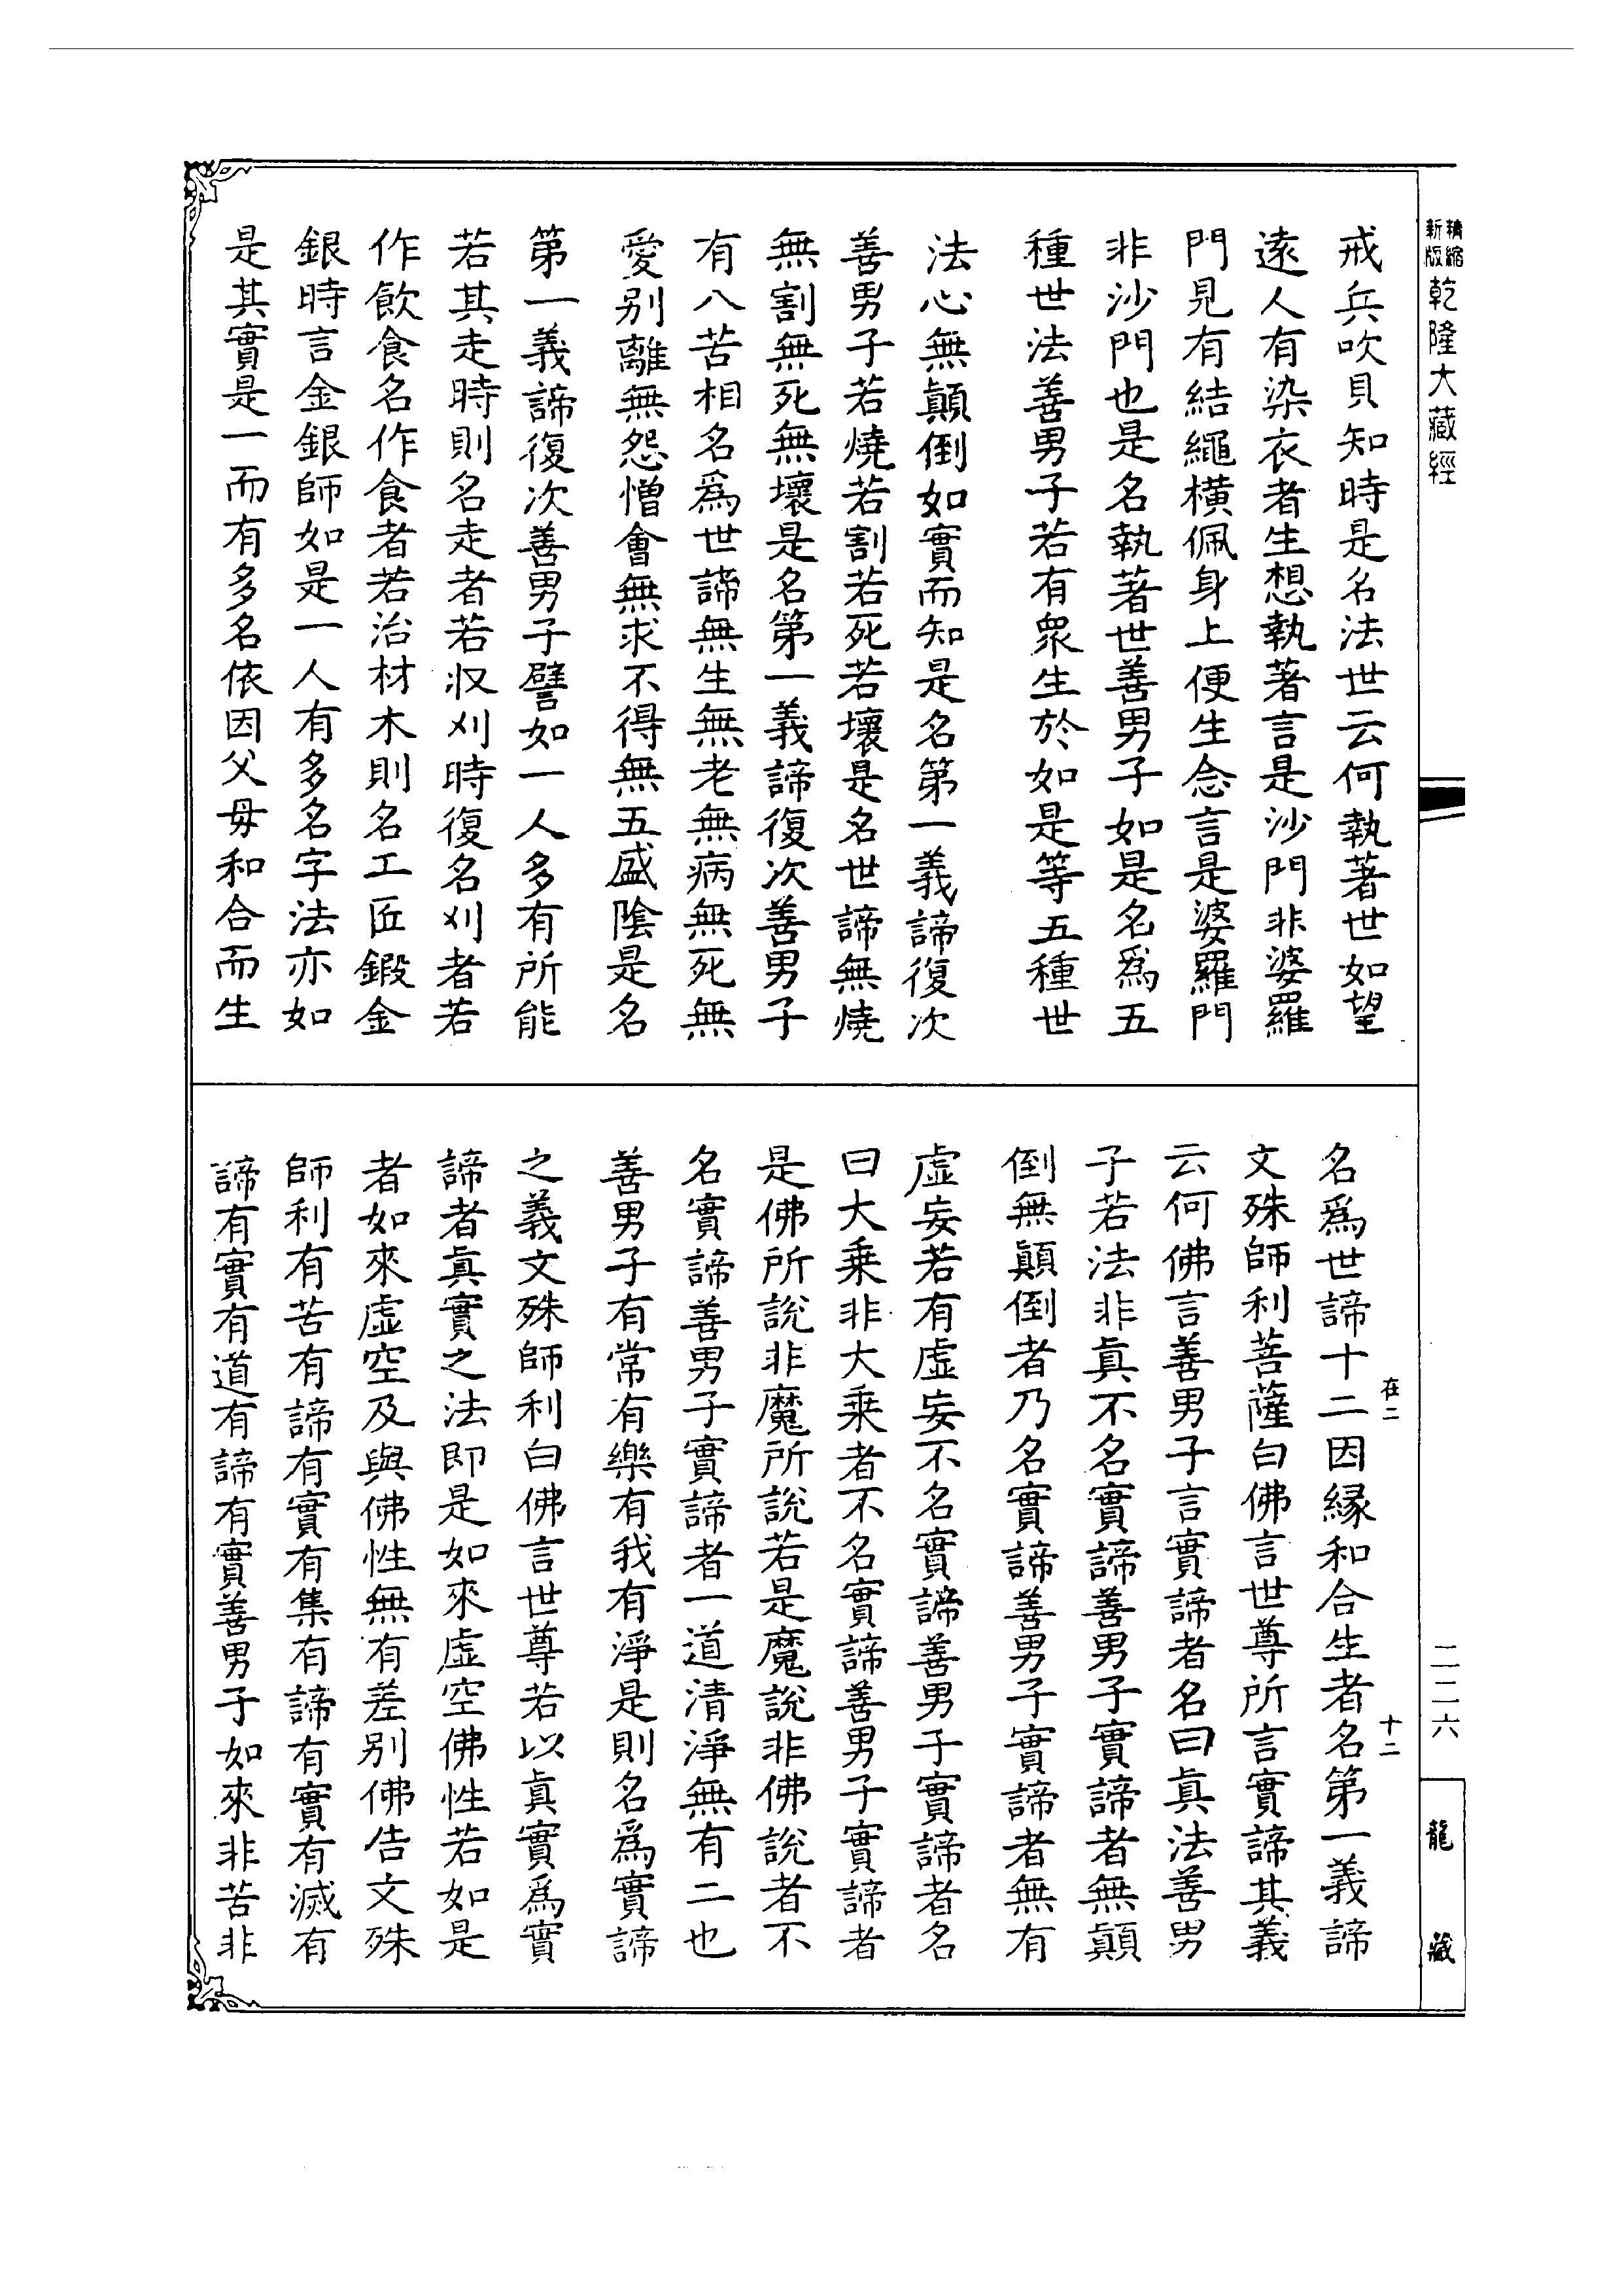 精縮
新版
乾隆大藏經
二二六
龍藏
戒兵吹貝知時是名法世云何執著世如望
遠人有染衣者生想執著言是沙門非婆羅
門見有結繩橫佩身上便生念言是婆羅門
非沙門也是名執著世善男子如是名爲五
種世法善男子若有眾生於如是等五種世
法心無顛倒如實而知是名第一義諦復次
善男子若燒若割若死若壞是名世諦無燒
無割無死無壞是名第一義諦復次善男子
有八苦相名爲世諦無生無老無病無死無
愛别離無怨憎會無求不得無五盛陰是名
第一義諦復次善男子譬如一人多有所能
若其走時則名走者若収刈時復名刈者若
作飲食名作食者若治材木則名工匠鍛金
銀時言金銀師如是一人有多名字法亦如
是其實是一而有多名依因父母和合而生
在二
十二
名爲世諦十二因縁和合生者名第一義諦
文殊師利菩薩白佛言世尊所言實諦其義
云何佛言善男子言實諦者名曰眞法善男
子若法非眞不名實諦善男子實諦者無顛
倒無顛倒者乃名實諦善男子實諦者無有
虛妄若有虛妄不名實諦善男子實諦者名
曰大乗非大乗者不名實諦善男子實諦者
是佛所說非魔所說若是魔說非佛說者不
名實諦善男子實諦者一道清淨無有二也
善男子有常有樂有我有淨是則名爲實諦
之義文殊師利白佛言世尊若以眞實爲實
諦者眞實之法即是如來虛空佛性若如是
者如來虛空及與佛性無有差别佛告文殊
師利有苦有諦有實有集有諦有實有滅有
諦有實有道有諦有實善男子如來非苦非